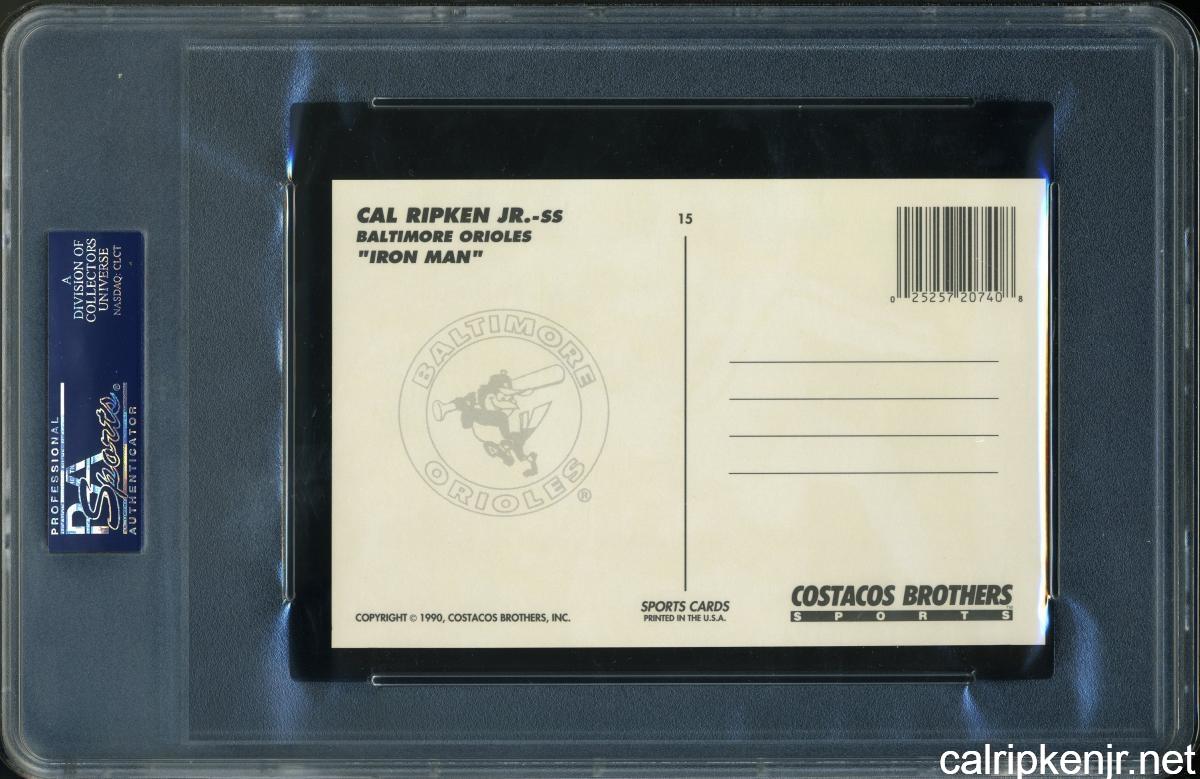 CAL RIPKEN JR.-SS
BALTIMORE ORIOLES
"IRON MAN"
15
0 25257 20740 8
BALTIMORE
ORIOLES ®
COPYRIGHT © 1990, COSTACOS BROTHERS, INC.
SPORTS CARDS
PRINTED IN THE U.S.A.
COSTACOS BROTHERS™
SPORTS
A
DIVISION OF
COLLECTORS
UNIVERSE
NASDAQ: CLCT
PROFESSIONAL
PSA
Sports®
AUTHENTICATOR
calripkenjr.net